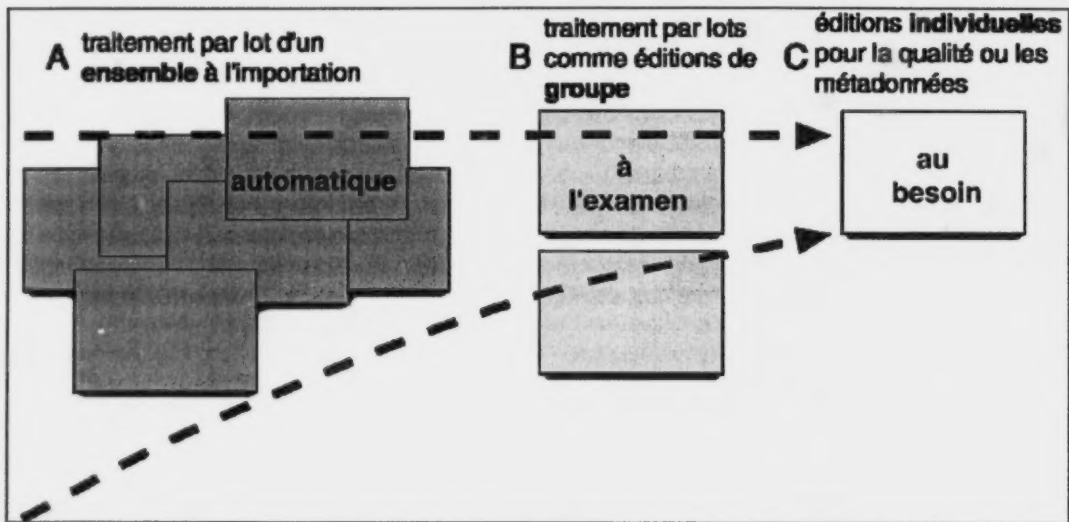 A traitement par lot d'un
ensemble à l'importation
B traitement par lots
comme éditions de
groupe
C éditions individuelles
pour la qualité ou les
métadonnées
automatique
à
l'examen
au
besoin